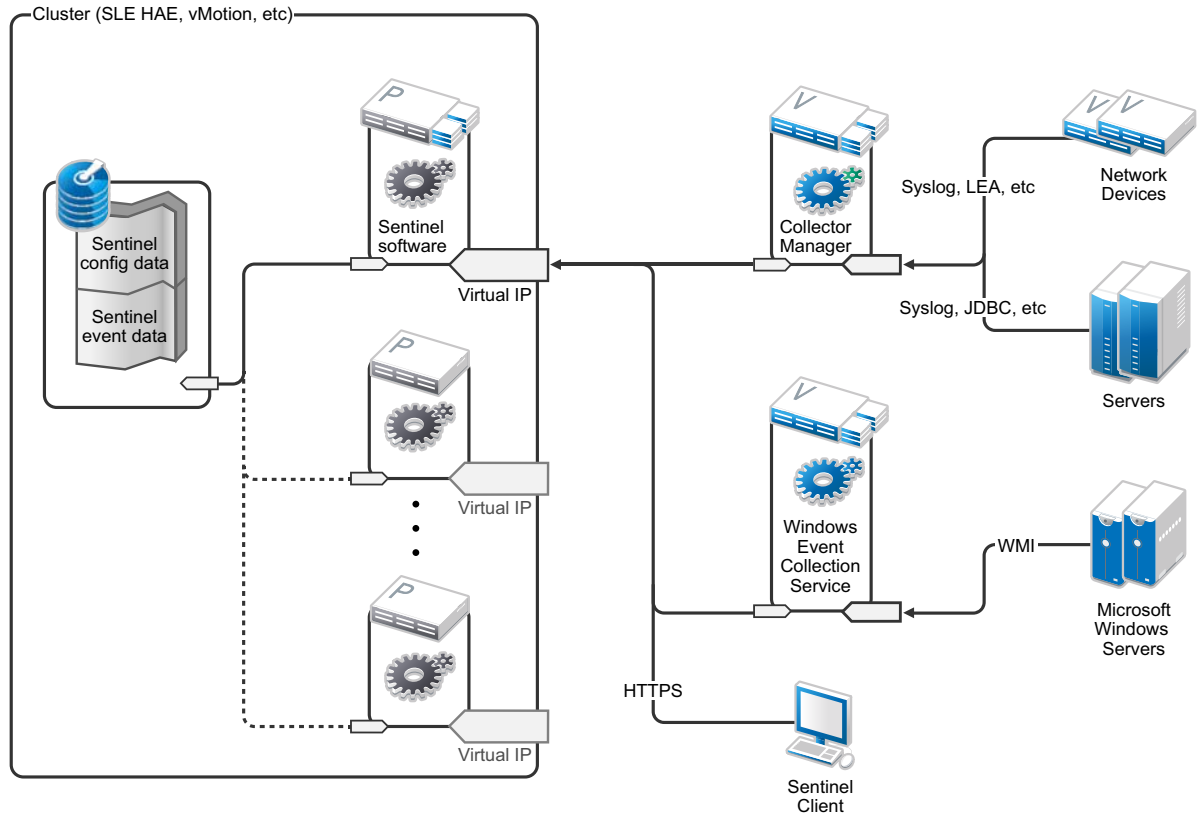 Cluster (SLE HAE, vMotion, etc)
P
Sentinel
software
Virtual IP
Sentinel
config data
Sentinel
event data
P
Virtual IP
P
Virtual IP
V
Collector
Manager
Syslog, LEA, etc
V
V
Network
Devices
Syslog, JDBC, etc
Servers
V
Windows
Event
Collection
Service
WMI
Microsoft
Windows
Servers
HTTPS
Sentinel
Client